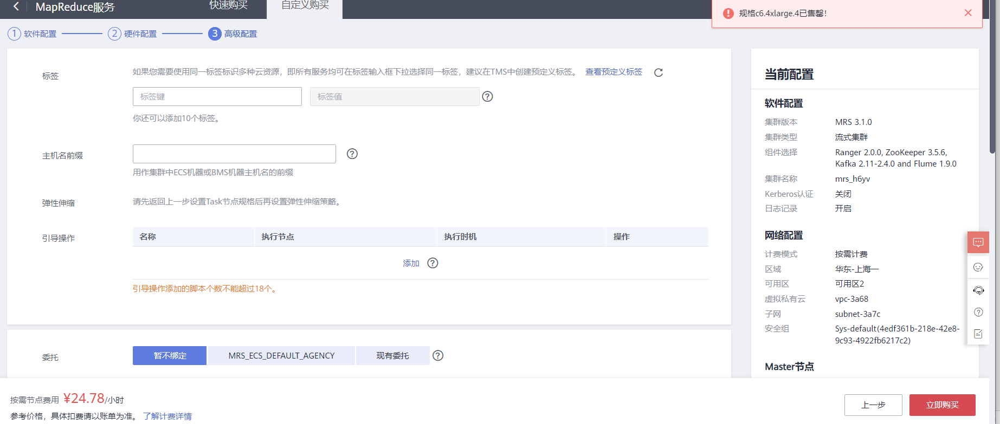 MapReduce服务
快速购买
自定义购买
规格c6.4xlarge.4已售罄!
1 软件配置
2 硬件配置
3 高级配置
标签
如果您需要使用同一标签标识多种云资源，即所有服务均可在标签输入框下拉选择同一标签，建议在TMS中创建预定义标签。 查看预定义标签
标签键
标签值
你还可以添加10个标签。
主机名前缀
用作集群中ECS机器或BMS机器主机名的前缀
弹性伸缩
请先返回上一步设置Task节点规格后再设置弹性伸缩策略。
引导操作
名称 执行节点 执行时机 操作
添加
引导操作添加的脚本个数不能超过18个。
委托
暂不绑定 MRS_ECS_DEFAULT_AGENCY 现有委托
当前配置
软件配置
集群版本 MRS 3.1.0
集群类型 流式集群
组件选择 Ranger 2.0.0, ZooKeeper 3.5.6,
Kafka 2.11-2.4.0 and Flume 1.9.0
集群名称 mrs_h6yv
Kerberos认证 关闭
日志记录 开启
网络配置
计费模式 按需计费
区域 华东-上海一
可用区 可用区2
虚拟私有云 vpc-3a68
子网 subnet-3a7c
安全组 Sys-default(4edf361b-218e-42e8-
9c93-4922fb6217c2)
Master节点
按需节点费用 ¥24.78/小时
参考价格，具体扣费请以账单为准。 了解计费详情
上一步
立即购买